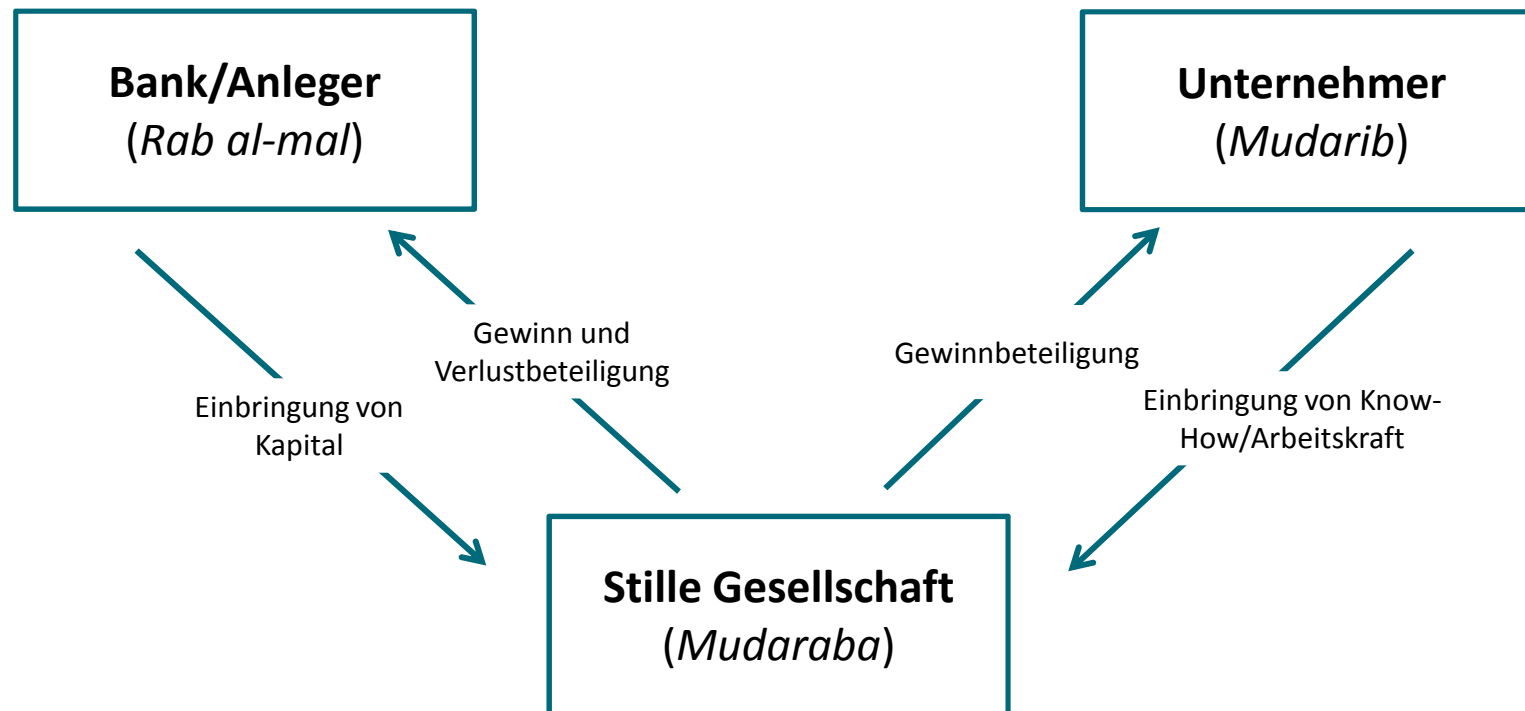 Bank/Anleger
(Rab al-mal)
Unternehmer
(Mudarib)
Gewinn und
Verlustbeteiligung
Gewinnbeteiligung
Einbringung von
Kapital
Einbringung von Know-
How/Arbeitskraft
Stille Gesellschaft
(Mudaraba)